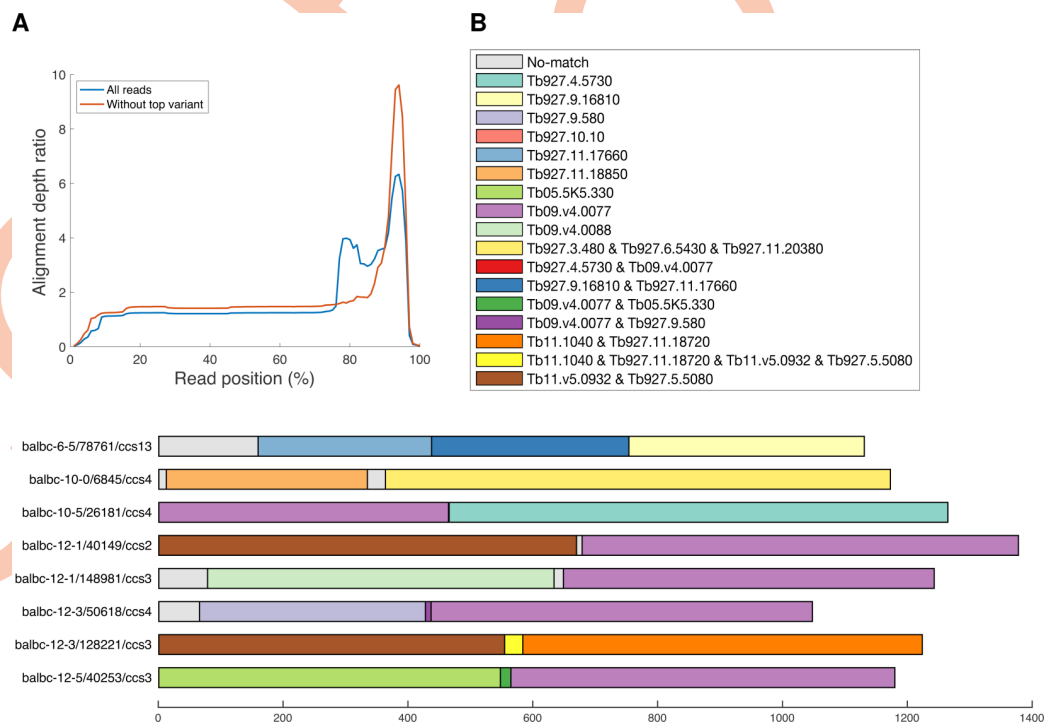 A
B
10
8
6
4
2
0
0
20
40
60
80
100
Alignment depth ratio
Read position (%)
All reads
Without top variant
No-match
Tb927.4.5730
Tb927.9.16810
Tb927.9.580
Tb927.10.10
Tb927.11.17660
Tb927.11.18850
Tb05.5K5.330
Tb09.v4.0077
Tb09.v4.0088
Tb927.3.480 & Tb927.6.5430 & Tb927.11.20380
Tb927.4.5730 & Tb09.v4.0077
Tb927.9.16810 & Tb927.11.17660
Tb09.v4.0077 & Tb05.5K5.330
Tb09.v4.0077 & Tb927.9.580
Tb11.1040 & Tb927.11.18720
Tb11.1040 & Tb927.11.18720 & Tb11.v5.0932 & Tb927.5.5080
Tb11.v5.0932 & Tb927.5.5080
balbc-6-5/78761/ccs13
balbc-10-0/6845/ccs4
balbc-10-5/26181/ccs4
balbc-12-1/40149/ccs2
balbc-12-1/148981/ccs3
balbc-12-3/50618/ccs4
balbc-12-3/128221/ccs3
balbc-12-5/40253/ccs3
0
200
400
600
800
1000
1200
1400